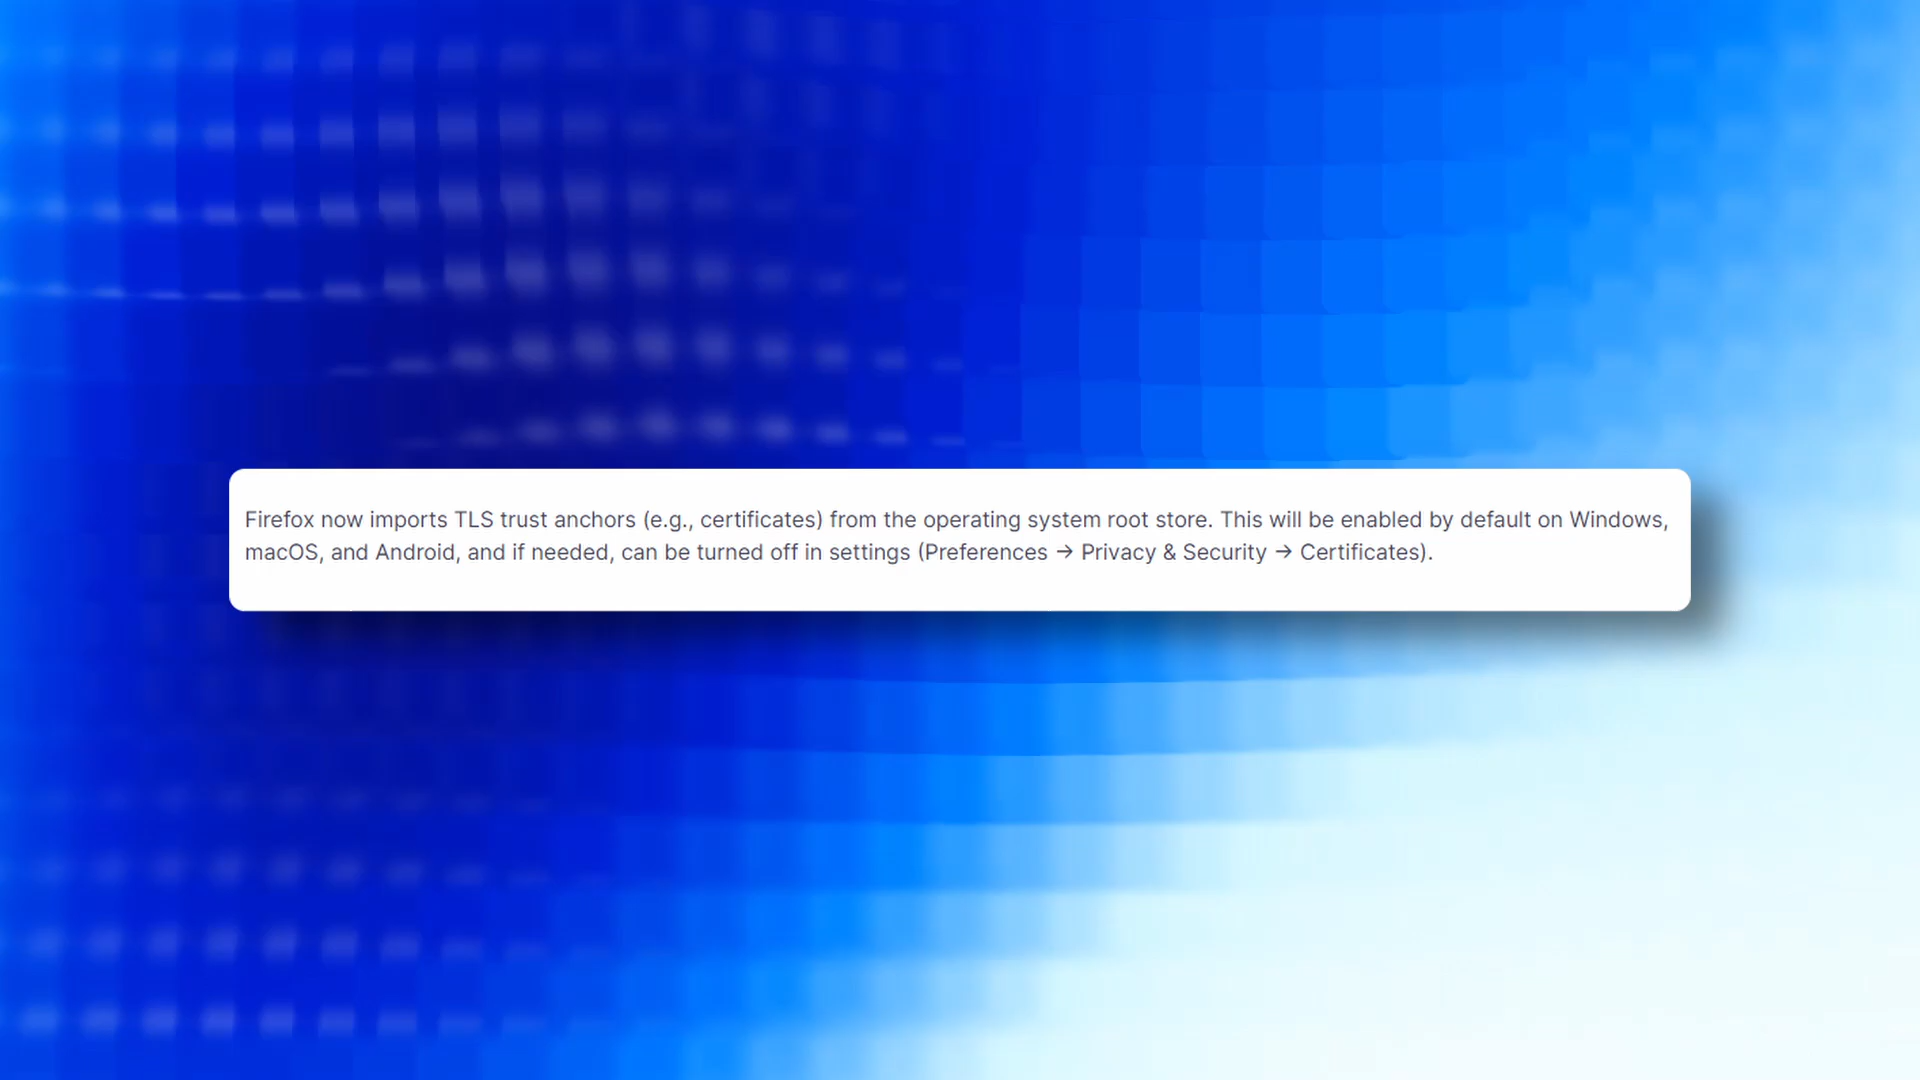 Firefox now imports TLS trust anchors (e.g., certificates) from the operating system root store. This will be enabled by default on Windows,
macOS, and Android, and if needed, can be turned off in settings (Preferences → Privacy & Security → Certificates).